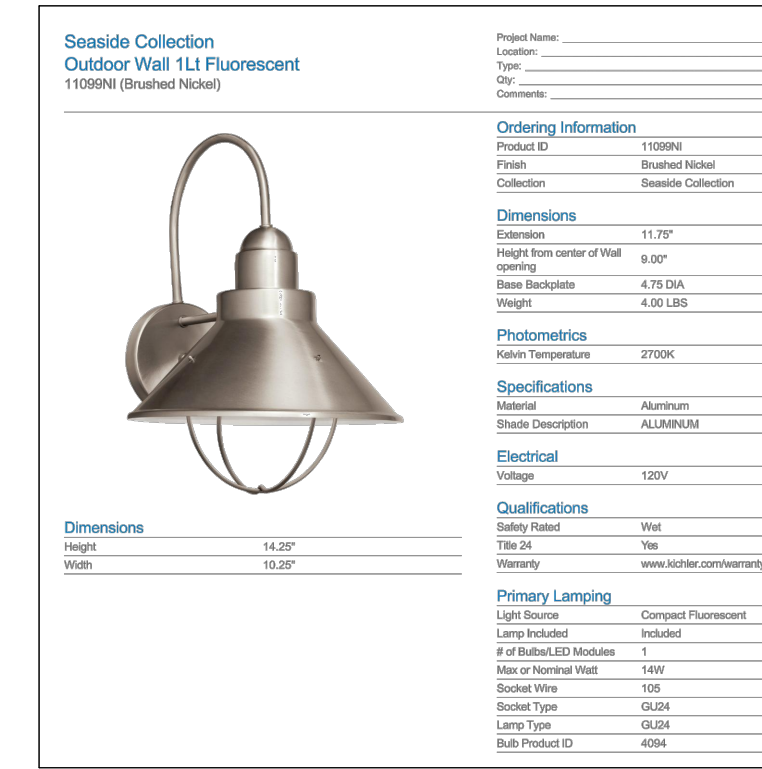 Seaside Collection
Outdoor Wall 1Lt Fluorescent
11099NI (Brushed Nickel)
Project Name:
Location:
Type:
Qty:
Comments:
Ordering Information
Product ID 11099NI
Finish Brushed Nickel
Collection Seaside Collection
Dimensions
Extension 11.75"
Height from center of Wall
opening 9.00"
Base Backplate 4.75 DIA
Weight 4.00 LBS
Photometrics
Kelvin Temperature 2700K
Specifications
Material Aluminum
Shade Description ALUMINUM
Electrical
Voltage 120V
Qualifications
Safety Rated Wet
Title 24 Yes
Warranty www.kichler.com/warranty
Primary Lamping
Light Source Compact Fluorescent
Lamp Included Included
# of Bulbs/LED Modules 1
Max or Nominal Watt 14W
Socket Wire 105
Socket Type GU24
Lamp Type GU24
Bulb Product ID 4094
Dimensions
Height 14.25"
Width 10.25"